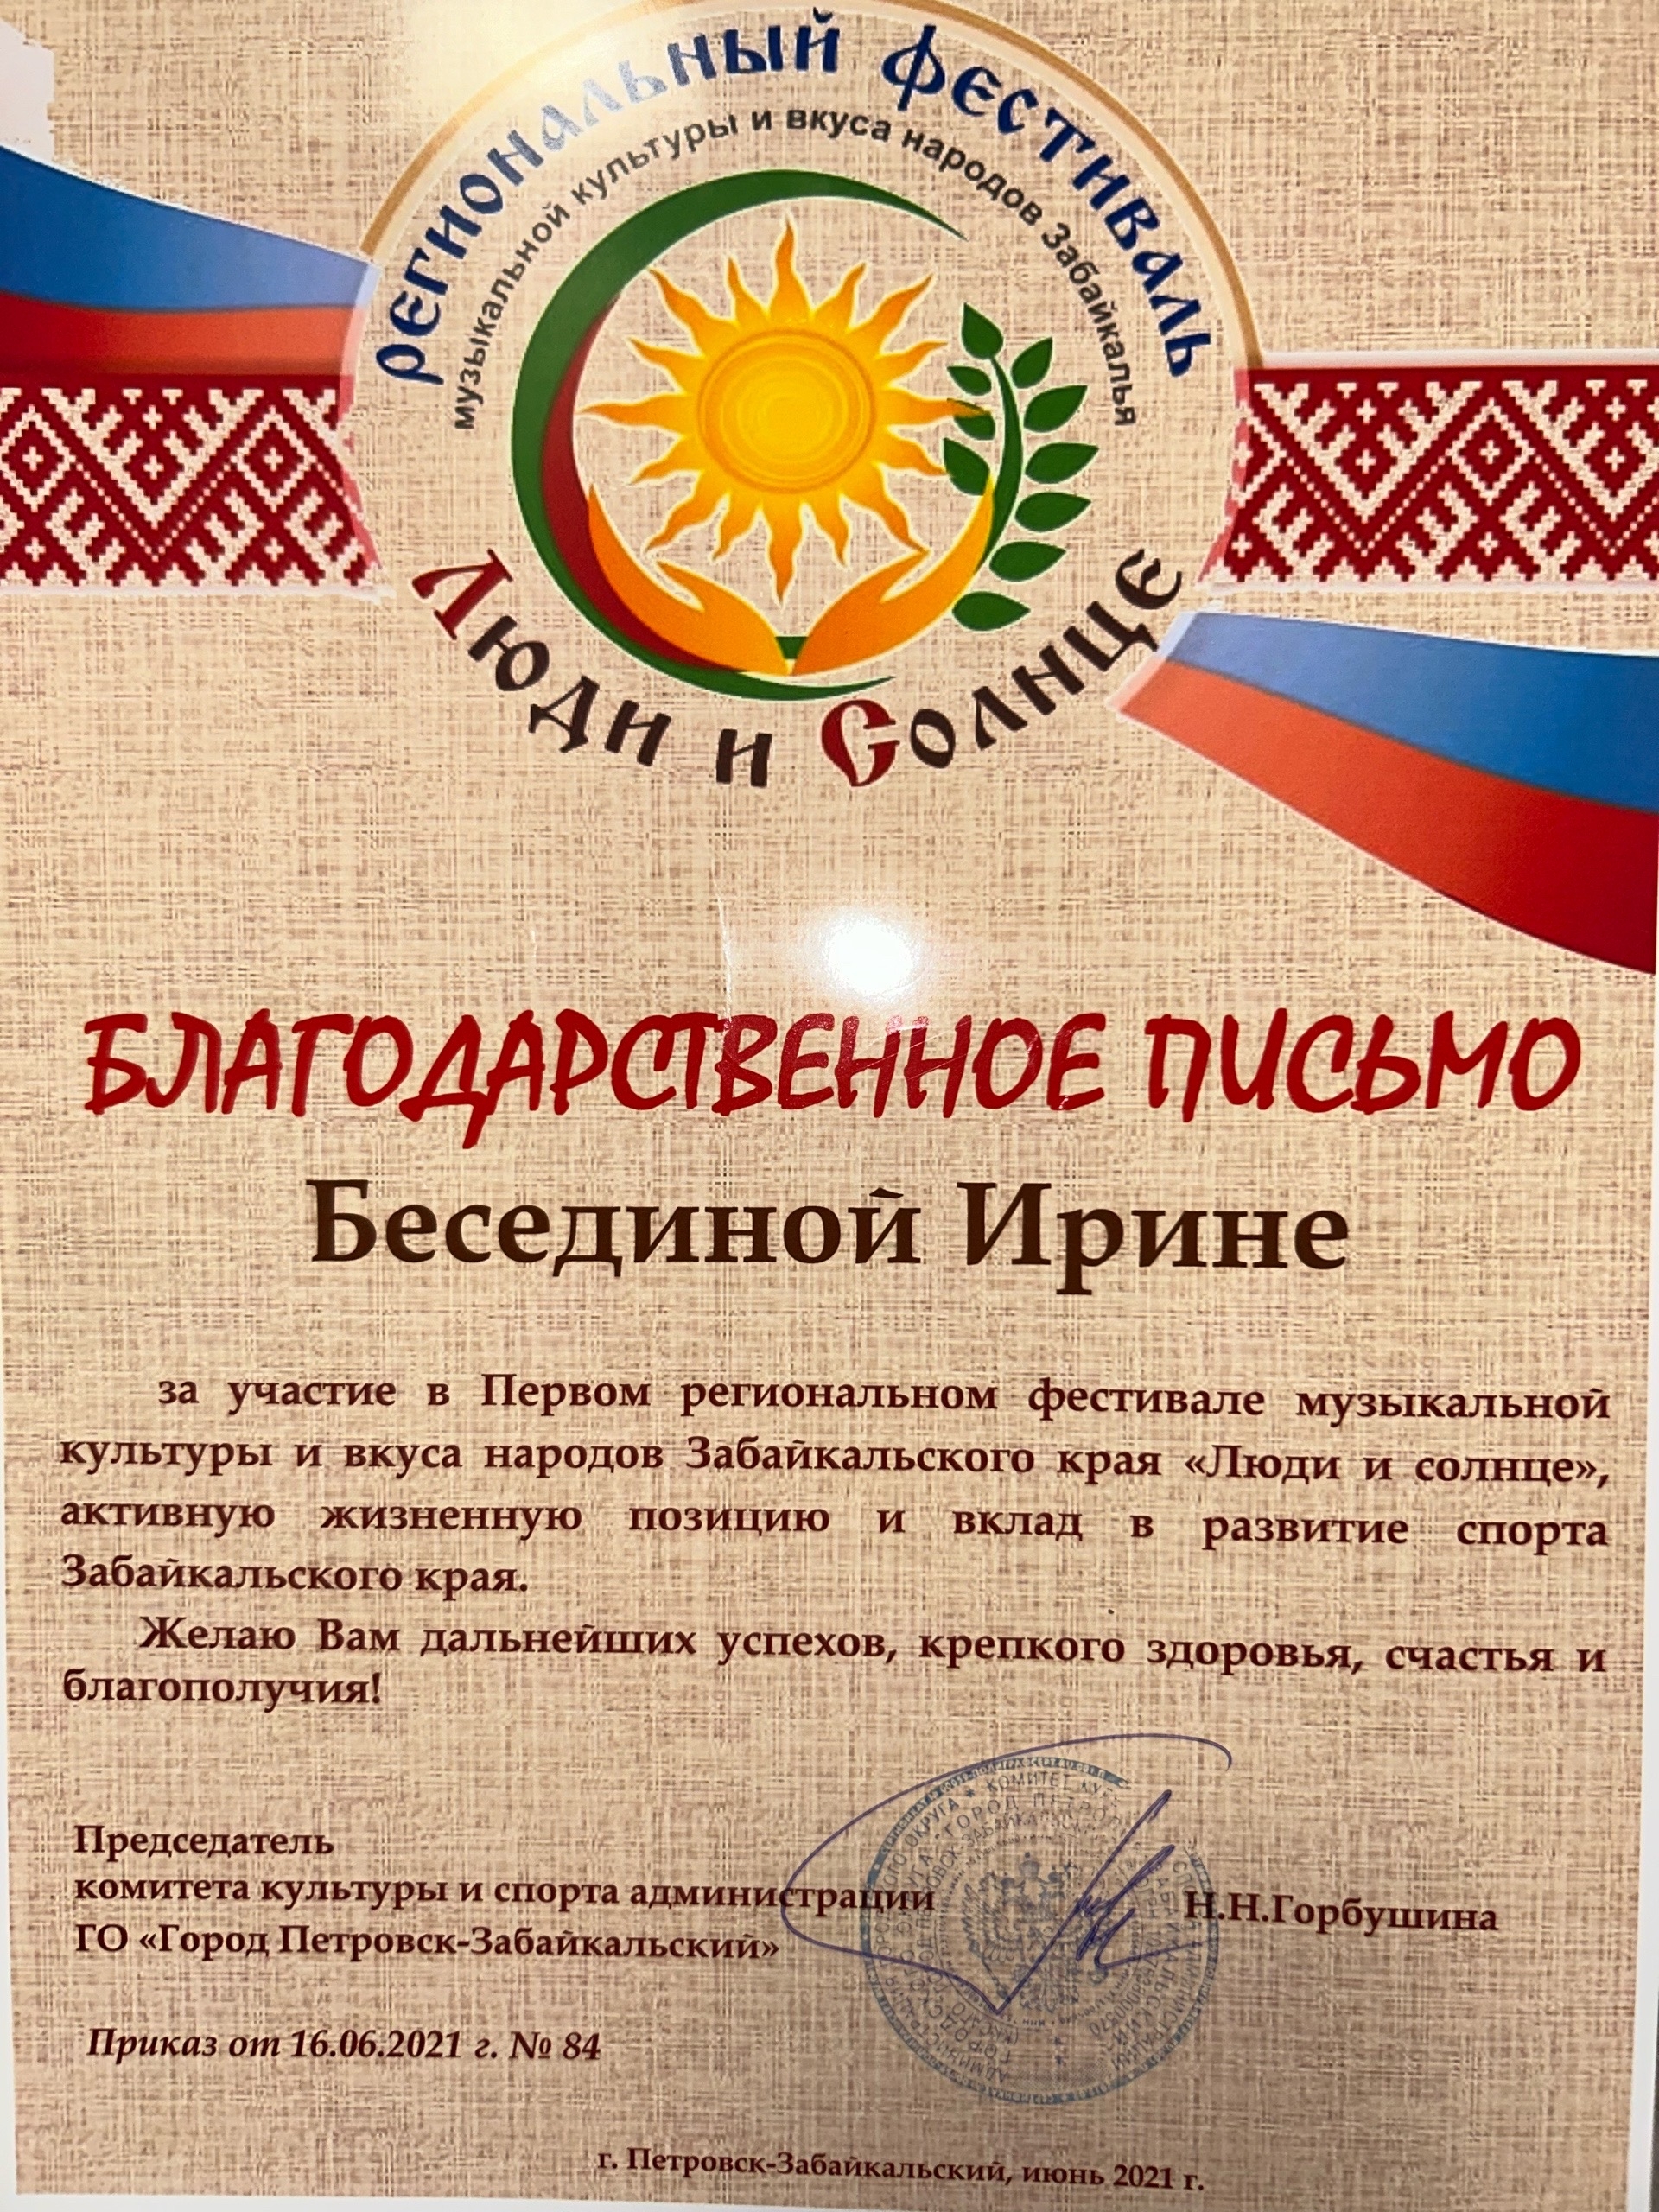 Региональный фестиваль
музыкальной культуры и вкуса народов Забайкалья
Люди и Солнце
БЛАГОДАРСТВЕННОЕ ПИСЬМО
Бесединой Ирине
за участие в Первом региональном фестивале музыкальной
культуры и вкуса народов Забайкальского края «Люди и солнце»,
активную жизненную позицию и вклад в развитие спорта
Забайкальского края.
Желаю Вам дальнейших успехов, крепкого здоровья, счастья и
благополучия!
Председатель
комитета культуры и спорта администрации
ГО «Город Петровск-Забайкальский»
Н.Н.Горбушина
КОМИТЕТ
ОКРУГА
ГОРОД
Приказ от 16.06.2021 г. № 84
г. Петровск-Забайкальский, июнь 2021 г.